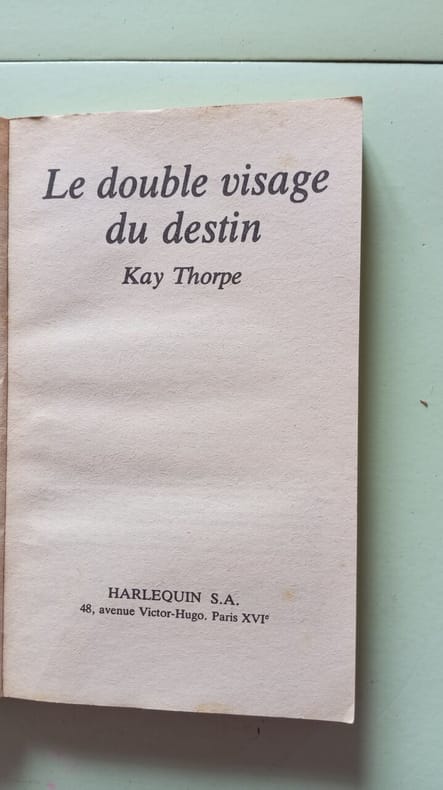 Le double visage
du destin
Kay Thorpe
HARLEQUIN S.A.
48, avenue Victor-Hugo. Paris XVIᵉ